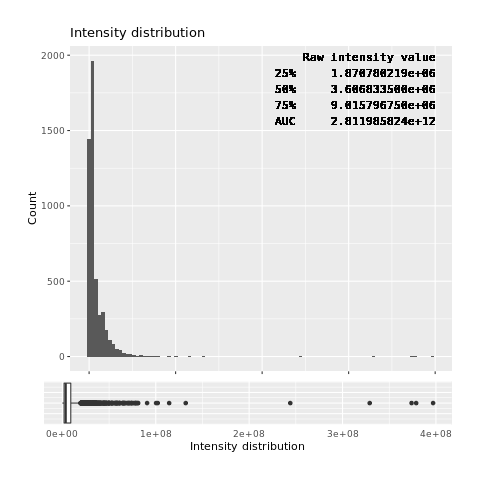 Intensity distribution
2000
1500
1000
500
0
Count
Raw intensity value
25% 1.870780219e+06
50% 3.606833500e+06
75% 9.015796750e+06
AUC 2.811985824e+12
0e+00 1e+08 2e+08 3e+08 4e+08
Intensity distribution